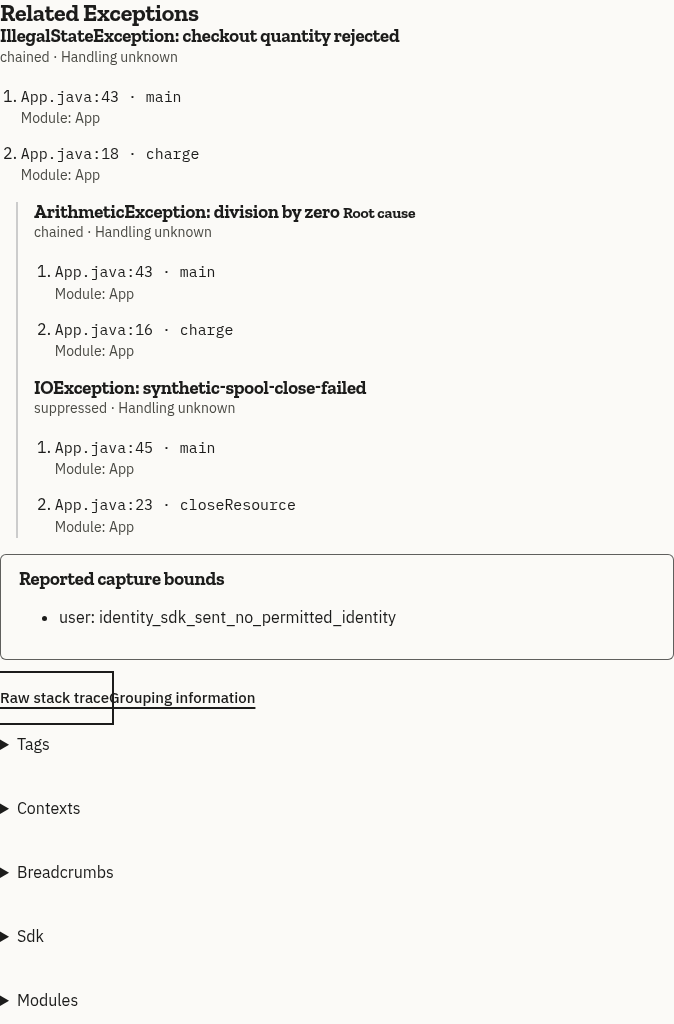 Related Exceptions
IllegalStateException: checkout quantity rejected
chained · Handling unknown
1. App.java:43 · main
Module: App
2. App.java:18 · charge
Module: App
ArithmeticException: division by zero Root cause
chained · Handling unknown
1. App.java:43 · main
Module: App
2. App.java:16 · charge
Module: App
IOException: synthetic-spool-close-failed
suppressed · Handling unknown
1. App.java:45 · main
Module: App
2. App.java:23 · closeResource
Module: App
Reported capture bounds
• user: identity_sdk_sent_no_permitted_identity
Raw stack trace Grouping information
Tags
Contexts
Breadcrumbs
Sdk
Modules